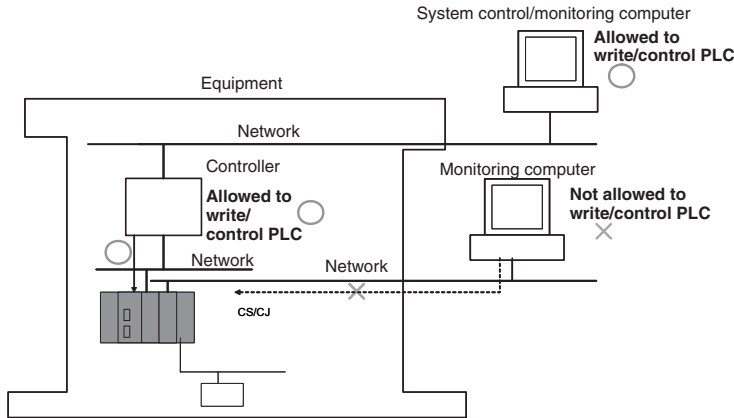 System control/monitoring computer
Allowed to
write/control PLC
Equipment
Network
Controller
Monitoring computer
Allowed to
write/
control PLC
Not allowed to
write/control PLC
Network
Network
CS/CJ